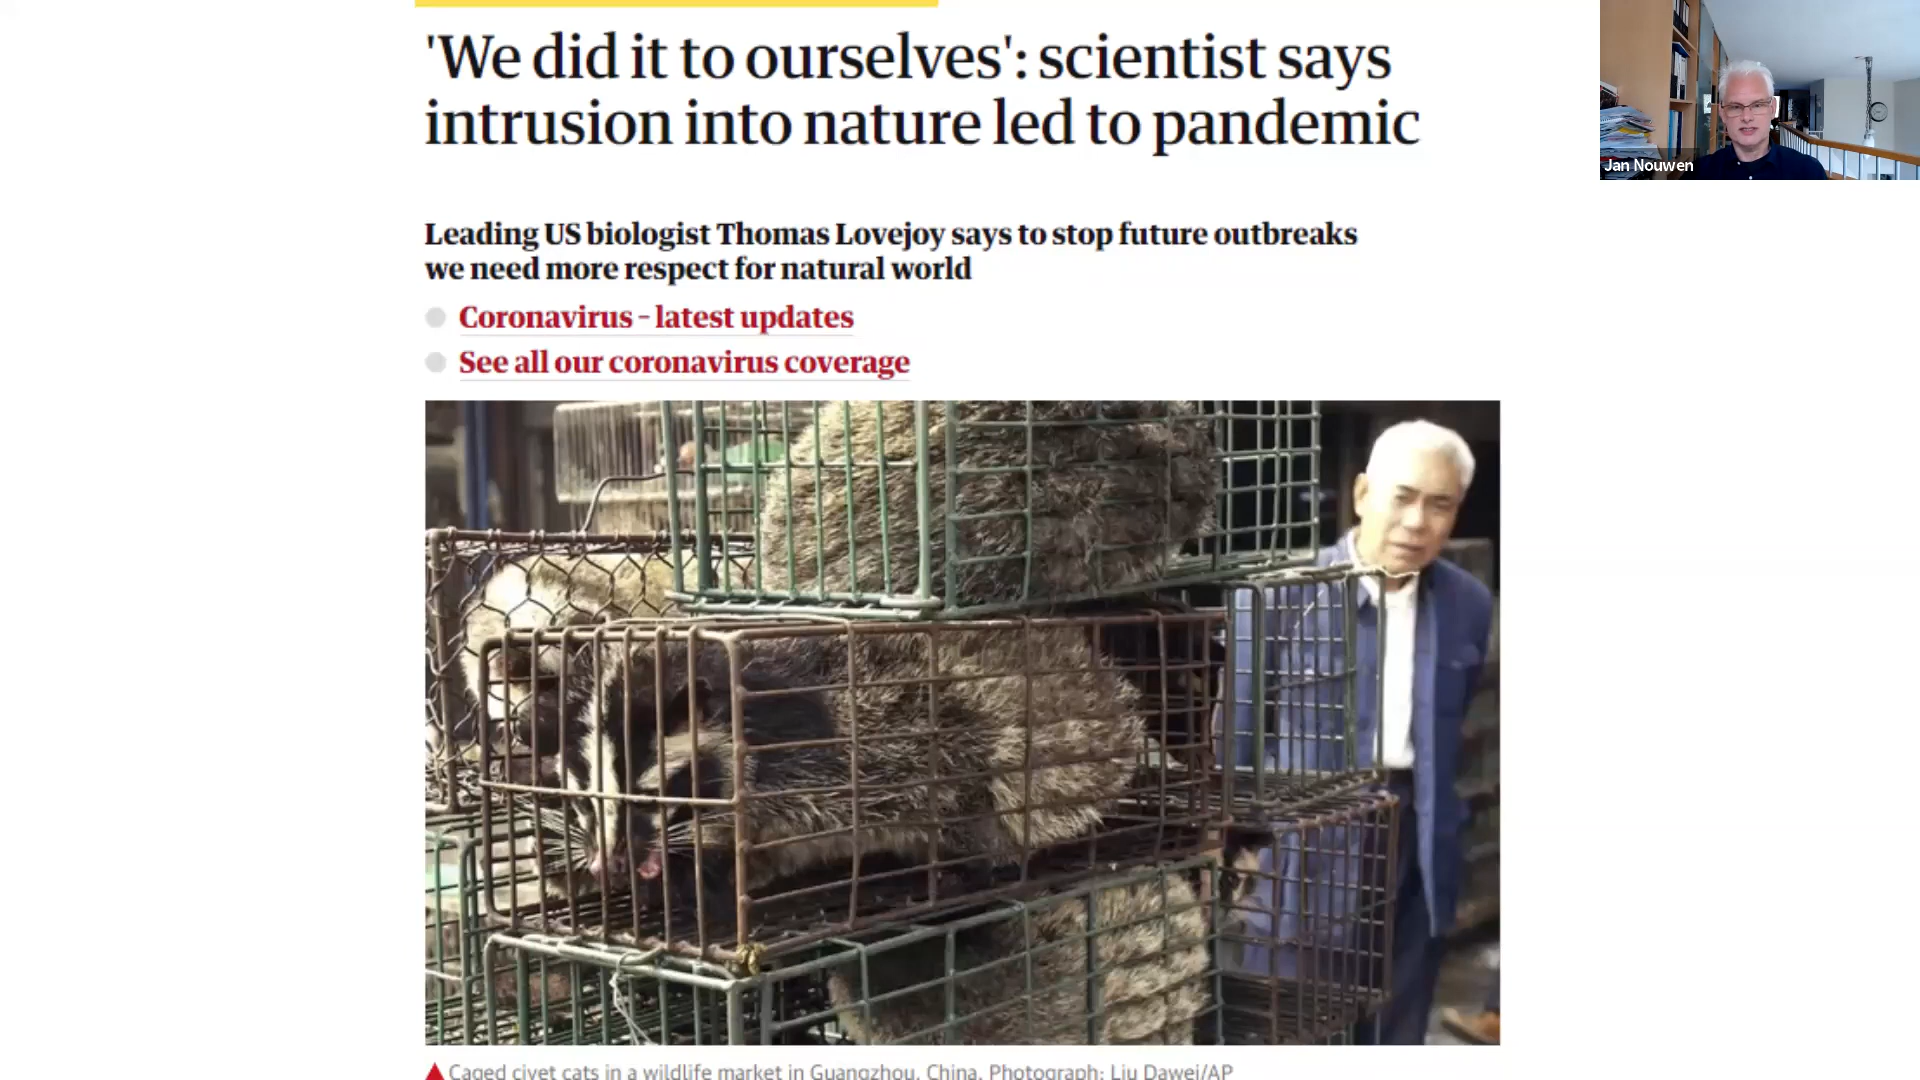 'We did it to ourselves': scientist says
intrusion into nature led to pandemic
Leading US biologist Thomas Lovejoy says to stop future outbreaks
we need more respect for natural world
Coronavirus – latest updates
See all our coronavirus coverage
Caged civet cats in a wildlife market in Guangzhou, China. Photograph: Liu Dawei/AP
Jan Nouwen